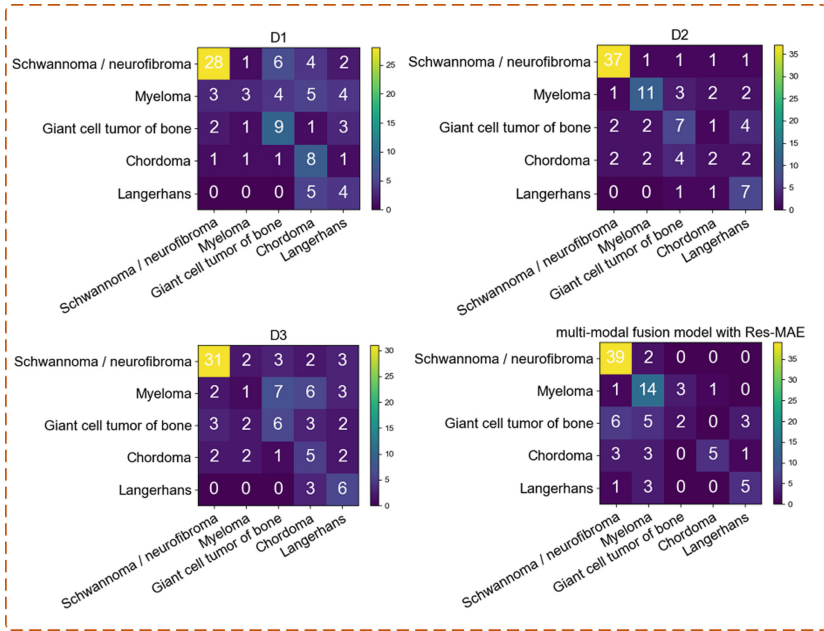 D1
Schwannoma / neurofibroma 28 1 6 4 2
Myeloma 3 3 4 5 4
Giant cell tumor of bone 2 1 9 1 3
Chordoma 1 1 1 8 1
Langerhans 0 0 0 5 4
25
20
15
10
5
0
Schwannoma / neurofibroma
Myeloma
Giant cell tumor of bone
Chordoma
Langerhans
D2
Schwannoma / neurofibroma 37 1 1 1 1
Myeloma 1 11 3 2 2
Giant cell tumor of bone 2 2 7 1 4
Chordoma 2 2 4 2 2
Langerhans 0 0 1 1 7
35
30
25
20
15
10
5
0
Schwannoma / neurofibroma
Myeloma
Giant cell tumor of bone
Chordoma
Langerhans
D3
Schwannoma / neurofibroma 31 2 3 2 3
Myeloma 2 1 7 6 3
Giant cell tumor of bone 3 2 6 3 2
Chordoma 2 2 1 5 2
Langerhans 0 0 0 3 6
30
25
20
15
10
5
0
Schwannoma / neurofibroma
Myeloma
Giant cell tumor of bone
Chordoma
Langerhans
multi-modal fusion model with Res-MAE
Schwannoma / neurofibroma 39 2 0 0 0
Myeloma 1 14 3 1 0
Giant cell tumor of bone 6 5 2 0 3
Chordoma 3 3 0 5 1
Langerhans 1 3 0 0 5
35
30
25
20
15
10
5
0
Schwannoma / neurofibroma
Myeloma
Giant cell tumor of bone
Chordoma
Langerhans